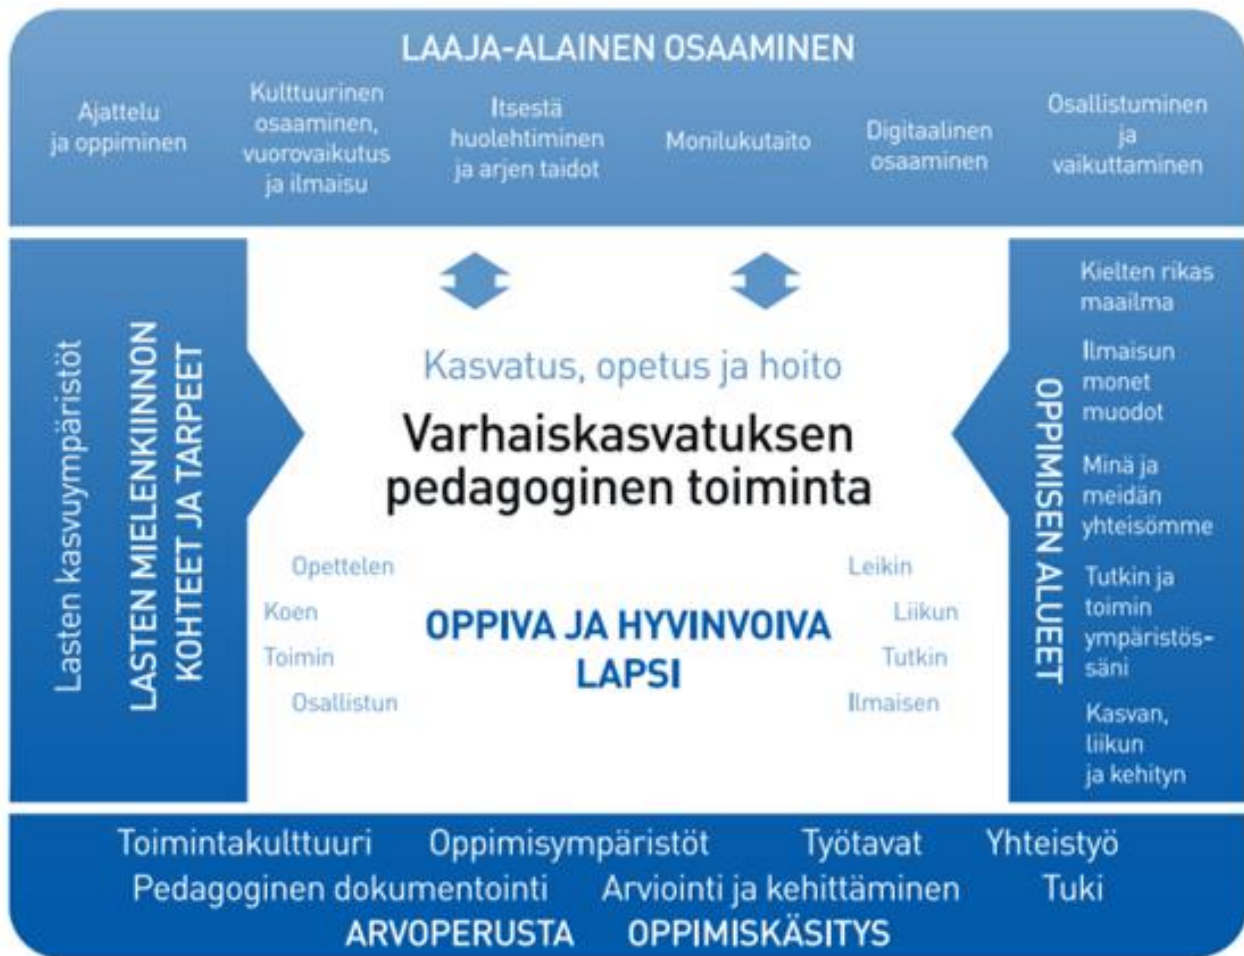 LAAJA-ALAINEN OSAAMINEN
Ajattelu
ja oppiminen
Kulttuurinen
osaaminen,
vuorovaikutus
ja ilmaisu
Itsestä
huolehtiminen
ja arjen taidot
Monilukutaito
Digitaalinen
osaaminen
Osallistuminen
ja
vaikuttaminen
Lasten kasvuympäristöt
LASTEN MIELENKIINNON
KOHTEET JA TARPEET
Kasvatus, opetus ja hoito
Varhaiskasvatuksen
pedagoginen toiminta
Opettelen
Koen
Toimin
Osallistun
OPPIVA JA HYVINVOIVA
LAPSI
Leikin
Liikun
Tutkin
Ilmaisen
OPPIMISEN ALUEET
Kielten rikas
maailma
Ilmaisun
monet
muodot
Minä ja
meidän
yhteisömme
Tutkin ja
toimin
ympäristös-
säni
Kasvan,
liikun
ja kehityn
Toimintakulttuuri Oppimisympäristöt Työtavat Yhteistyö
Pedagoginen dokumentointi Arviointi ja kehittäminen Tuki
ARVOPERUSTA OPPIMISKÄSITYS